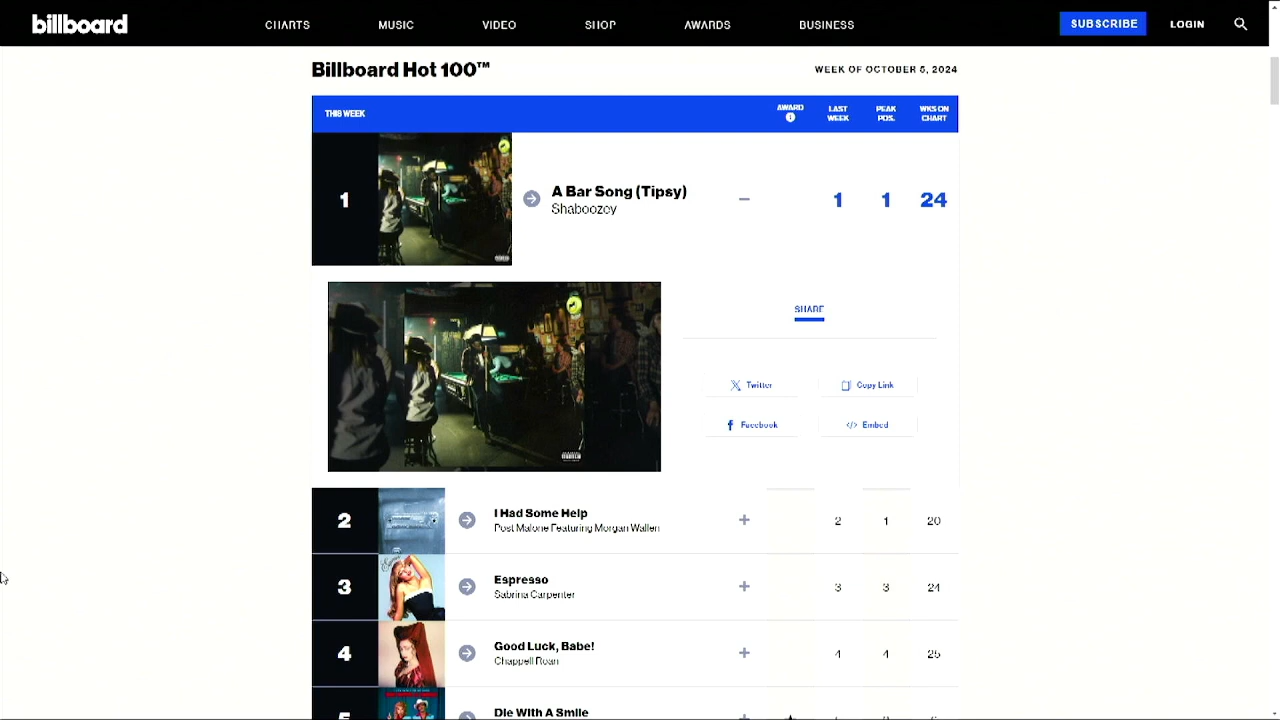 billboard
CHARTS MUSIC VIDEO SHOP AWARDS BUSINESS SUBSCRIBE LOGIN
Billboard Hot 100™ WEEK OF OCTOBER 5, 2024
THIS WEEK AWARD LAST WEEK PEAK POS. WKS ON CHART
1 A Bar Song (Tipsy) 1 1 24
Shaboozey
SHARE
Twitter Copy Link
Facebook Embed
2 I Had Some Help 2 1 20
Post Malone Featuring Morgan Wallen
3 Espresso 3 3 24
Sabrina Carpenter
4 Good Luck, Babe! 4 4 25
Chappell Roan
5 Die With A Smile